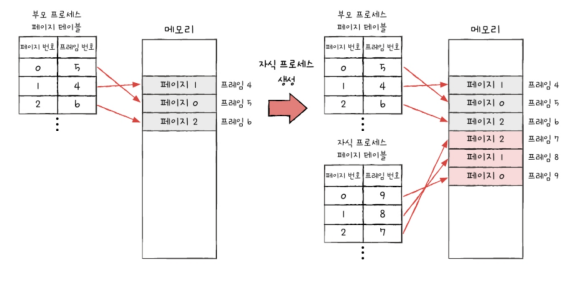 부모 프로세스
페이지 테이블
페이지 번호 프레임 번호
0 5
1 4
2 6
메모리
페이지 1 프레임 4
페이지 0 프레임 5
페이지 2 프레임 6
자식 프로세스
생성
부모 프로세스
페이지 테이블
페이지 번호 프레임 번호
0 5
1 4
2 6
자식 프로세스
페이지 테이블
페이지 번호 프레임 번호
0 9
1 8
2 7
메모리
페이지 1 프레임 4
페이지 0 프레임 5
페이지 2 프레임 6
페이지 2 프레임 7
페이지 1 프레임 8
페이지 0 프레임 9